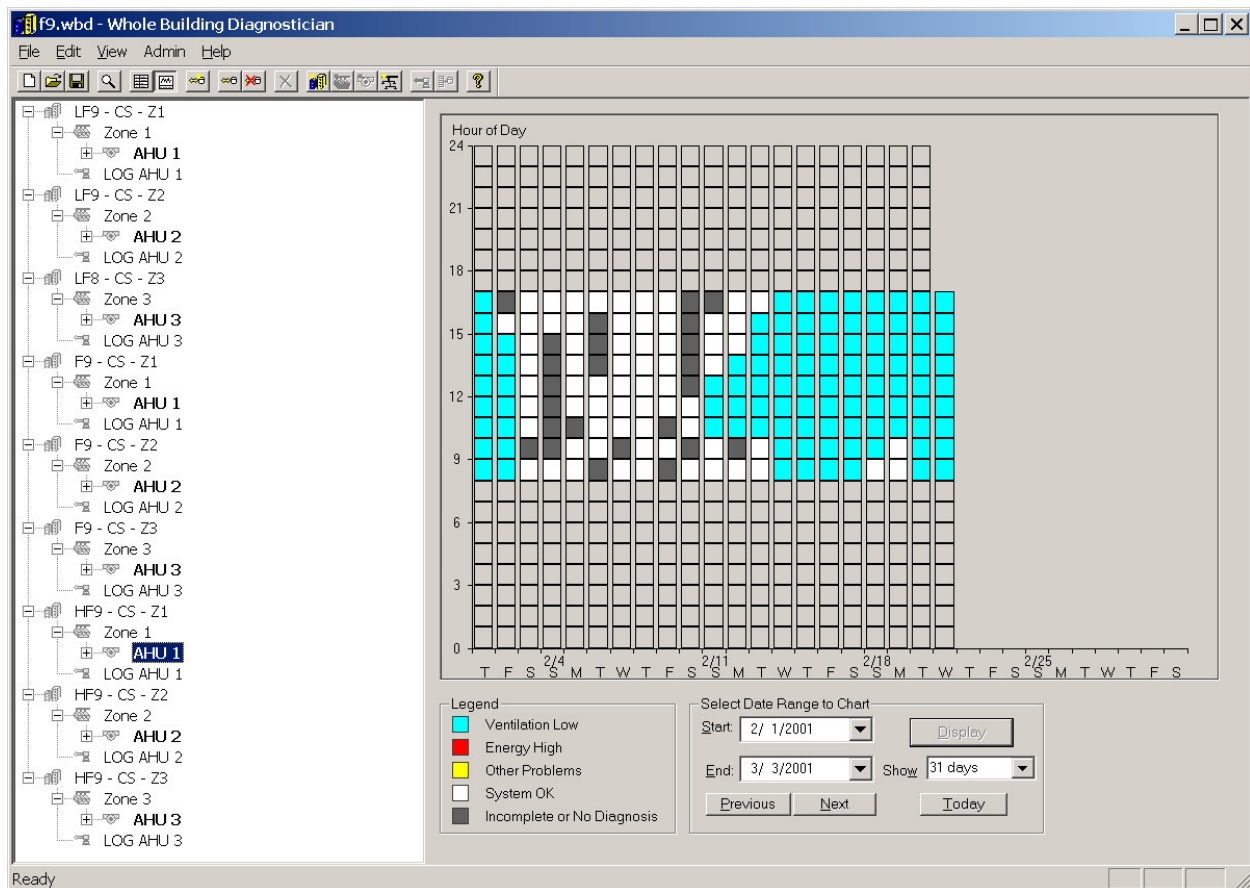 f9.wbd - Whole Building Diagnostician
File Edit View Admin Help
LF9 - CS - Z1
Zone 1
AHU 1
LOG AHU 1
LF9 - CS - Z2
Zone 2
AHU 2
LOG AHU 2
LF8 - CS - Z3
Zone 3
AHU 3
LOG AHU 3
F9 - CS - Z1
Zone 1
AHU 1
LOG AHU 1
F9 - CS - Z2
Zone 2
AHU 2
LOG AHU 2
F9 - CS - Z3
Zone 3
AHU 3
LOG AHU 3
HF9 - CS - Z1
Zone 1
AHU 1
LOG AHU 1
HF9 - CS - Z2
Zone 2
AHU 2
LOG AHU 2
HF9 - CS - Z3
Zone 3
AHU 3
LOG AHU 3
Hour of Day
24
21
18
15
12
9
6
3
0
2/4 2/11 2/18 2/25
T F S S M T W T F S S M T W T F S S M T W T F S S M T W T F S
Legend
Ventilation Low
Energy High
Other Problems
System OK
Incomplete or No Diagnosis
Select Date Range to Chart
Start: 2/ 1/2001 Display
End: 3/ 3/2001 Show 31 days
Previous Next Today
Ready